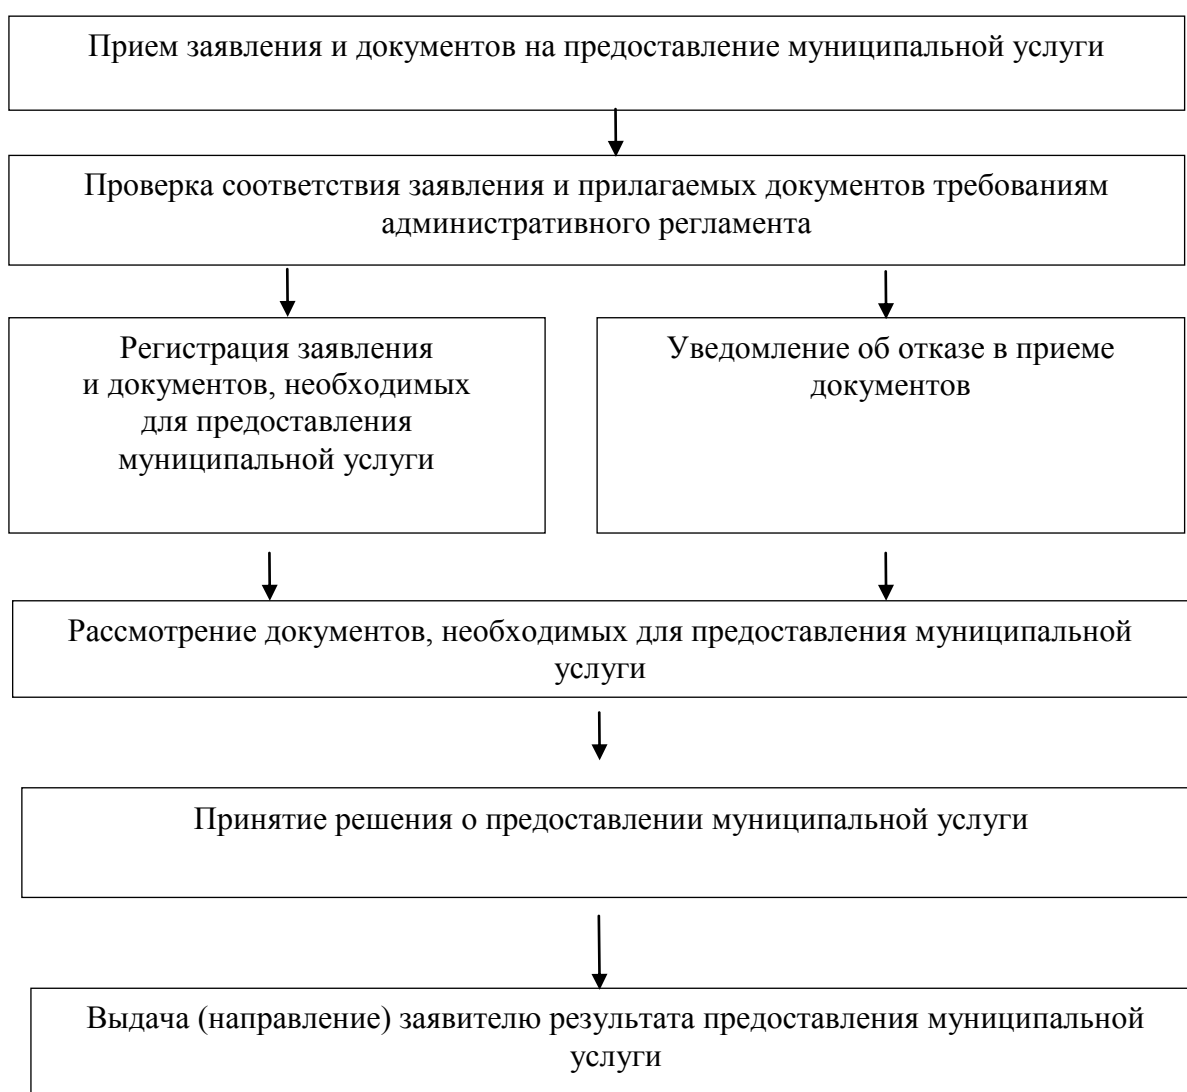 Прием заявления и документов на предоставление муниципальной услуги
Проверка соответствия заявления и прилагаемых документов требованиям
административного регламента
Регистрация заявления
и документов, необходимых
для предоставления
муниципальной услуги
Уведомление об отказе в приеме
документов
Рассмотрение документов, необходимых для предоставления муниципальной
услуги
Принятие решения о предоставлении муниципальной услуги
Выдача (направление) заявителю результата предоставления муниципальной
услуги